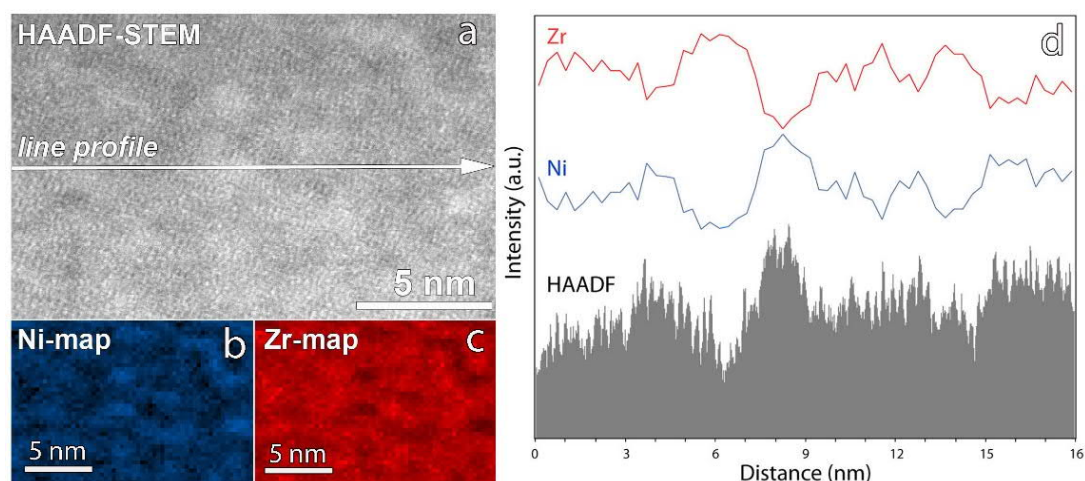 HAADF-STEM
a
line profile
5 nm
Ni-map
b
5 nm
Zr-map
c
5 nm
d
Zr
Ni
HAADF
Intensity (a.u.)
0 3 6 9 12 15 16
Distance (nm)